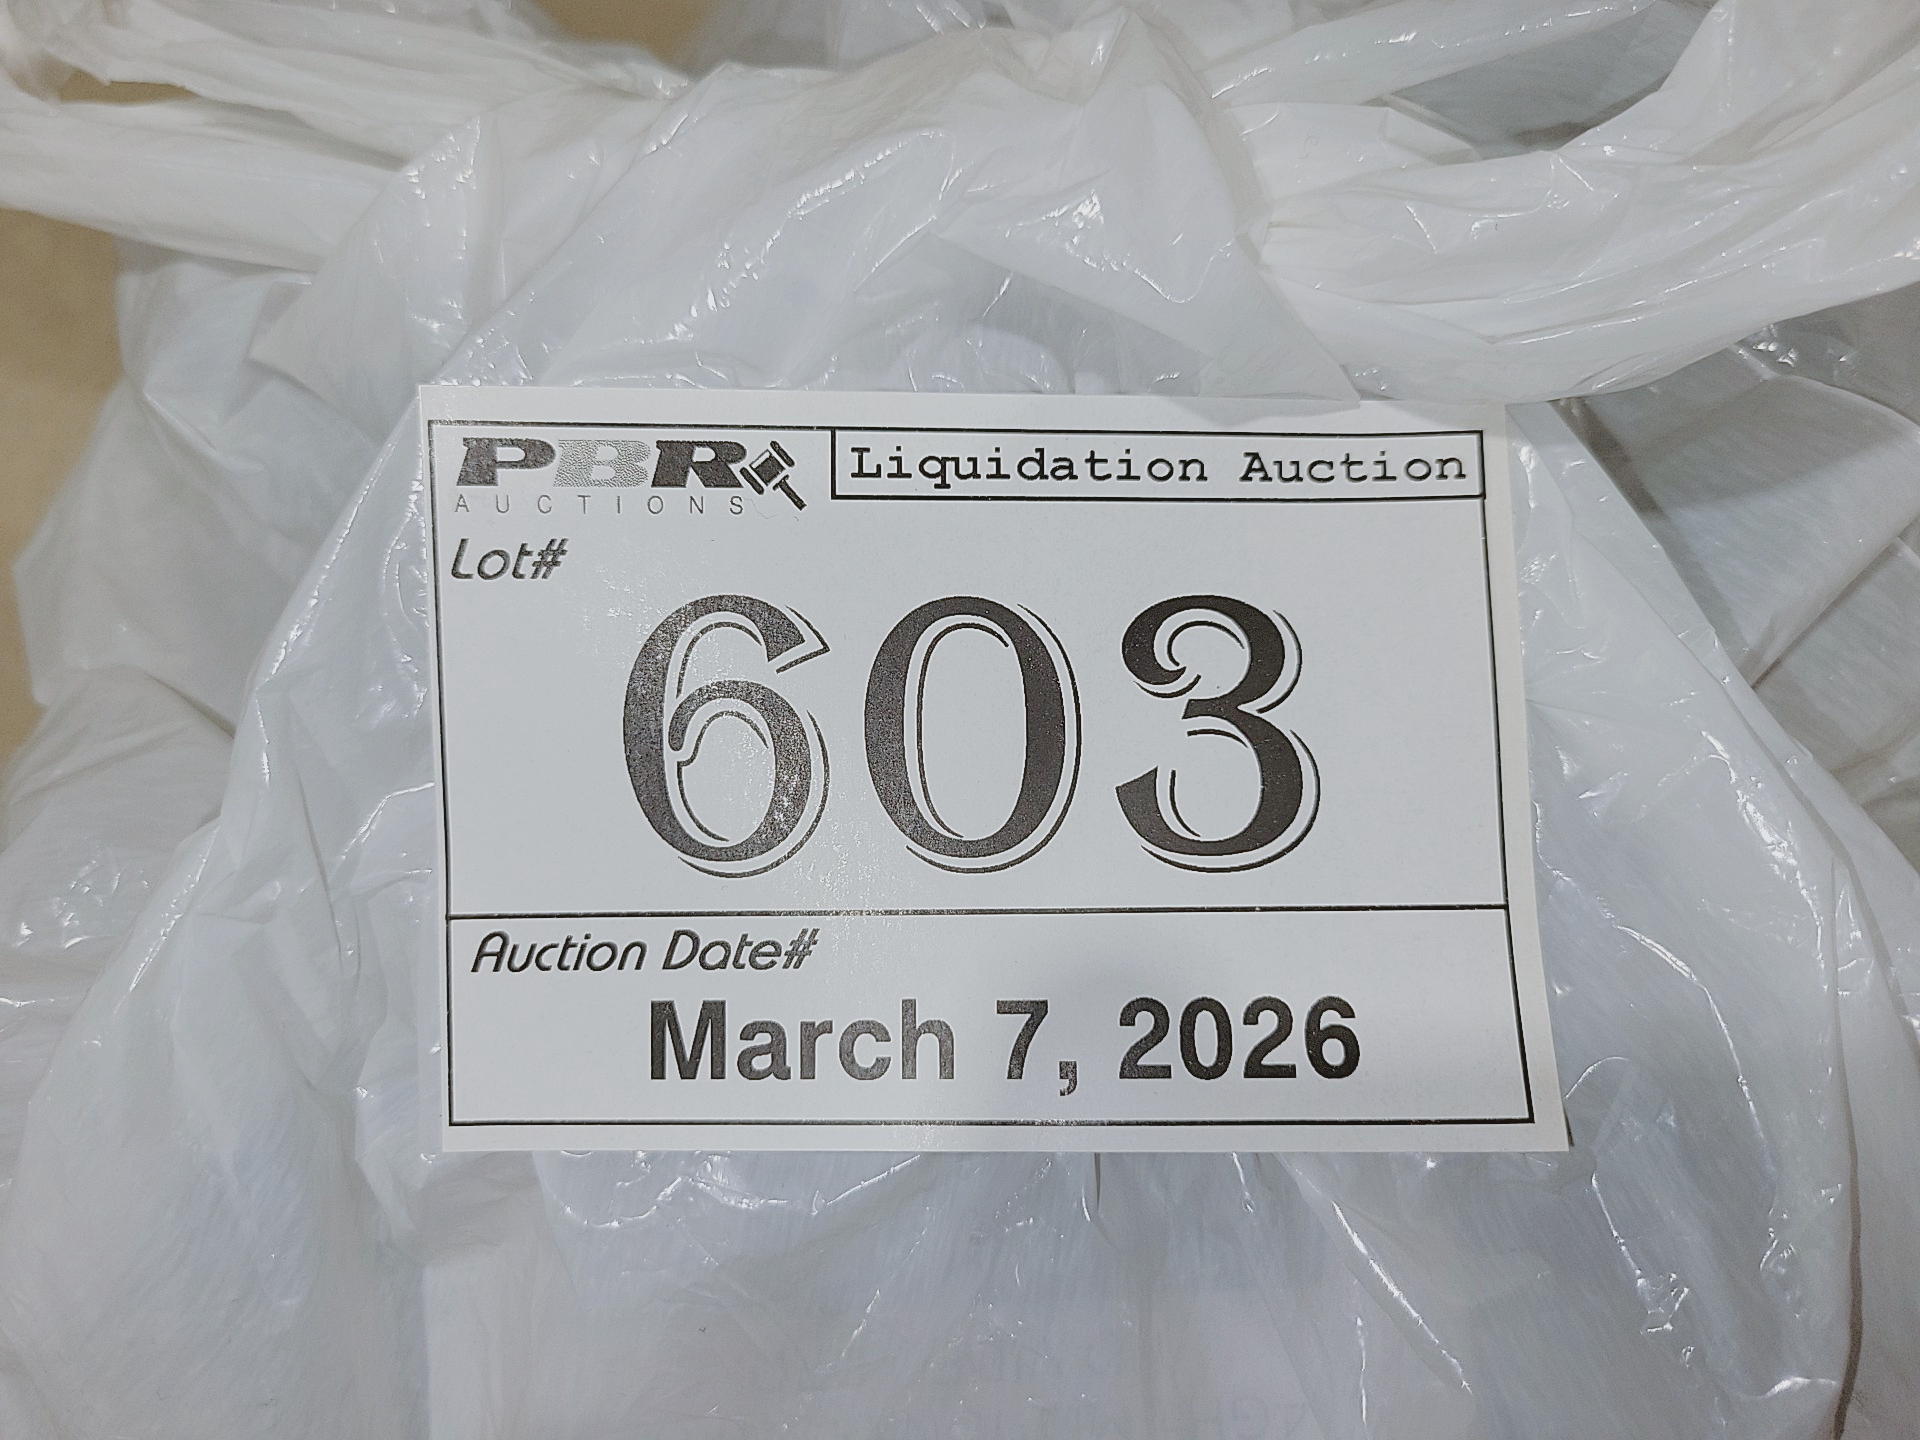 PBR
AUCTIONS
Liquidation Auction
Lot#
603
Auction Date#
March 7, 2026